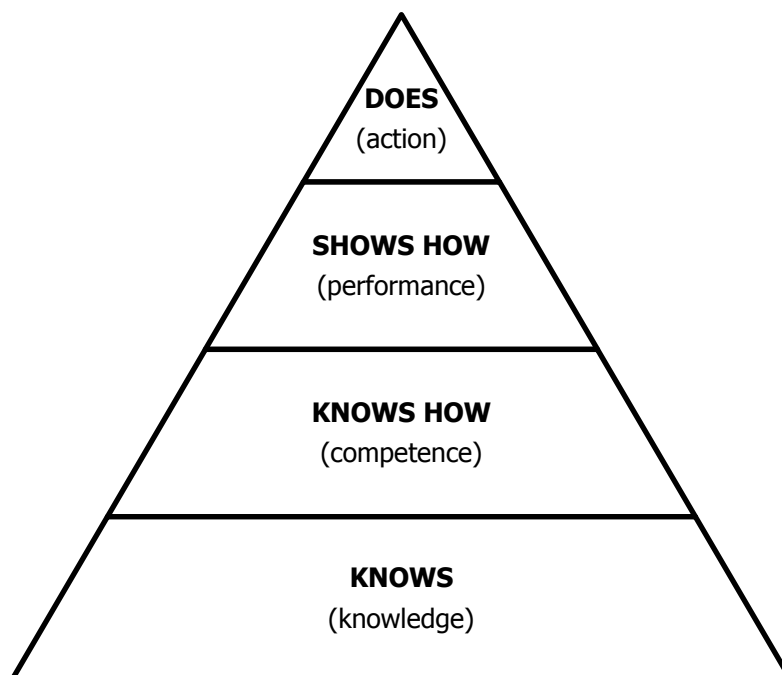 DOES
(action)
SHOWS HOW
(performance)
KNOWS HOW
(competence)
KNOWS
(knowledge)